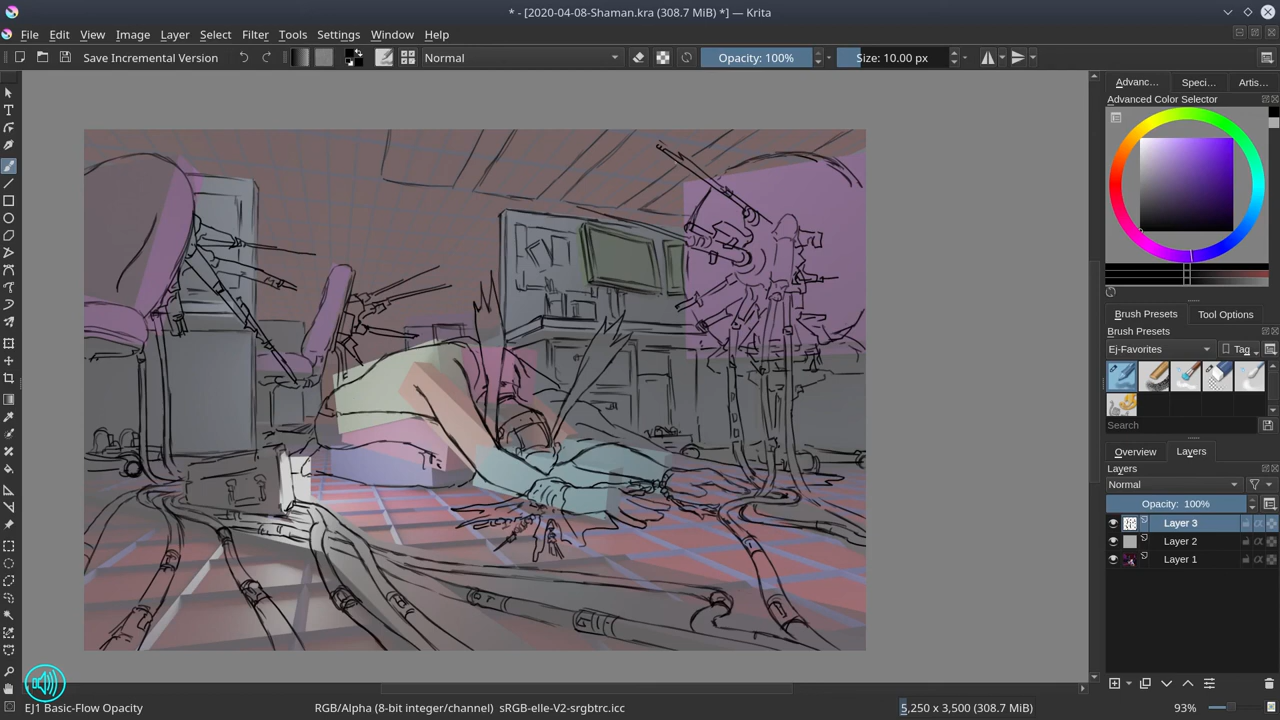 * - [2020-04-08-Shaman.kra (308.7 MiB) *] — Krita
File Edit View Image Layer Select Filter Tools Settings Window Help
Save Incremental Version Normal Opacity: 100% Size: 10.00 px
Advanc... Speci... Artis...
Advanced Color Selector
Brush Presets Tool Options
Brush Presets
Ej-Favorites Tag
Search
Overview Layers
Layers
Normal
Opacity: 100%
Layer 3
Layer 2
Layer 1
EJ1 Basic-Flow Opacity RGB/Alpha (8-bit integer/channel) sRGB-elle-V2-srgbtrc.icc 5,250 x 3,500 (308.7 MiB) 93%